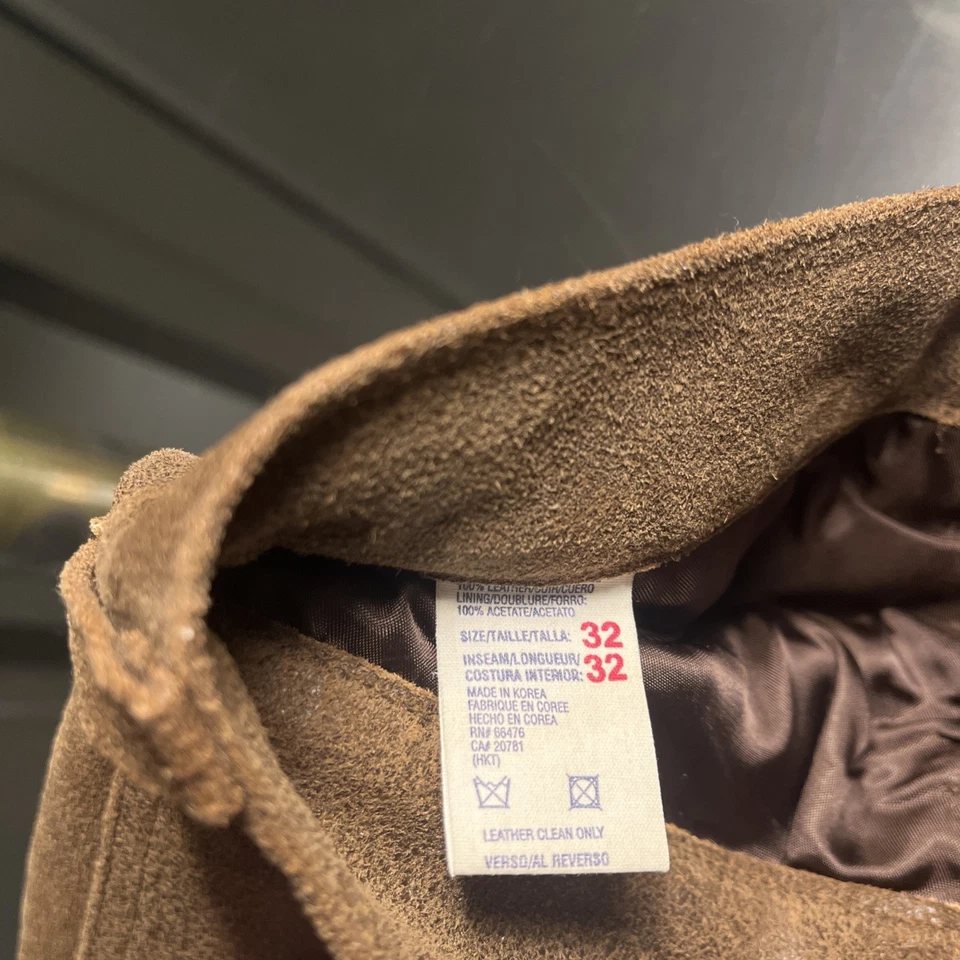 100% LEATHER/CUIR/CUERO
LINING/DOUBLURE/FORRO:
100% ACETATE/ACETATO
SIZE/TAILLE/TALLA: 32
INSEAM/LONGUEUR/
COSTURA INTERIOR: 32
MADE IN KOREA
FABRIQUE EN COREE
HECHO EN COREA
RN# 66476
CA# 20781
(HKT)
LEATHER CLEAN ONLY
VERSO/AL REVERSO